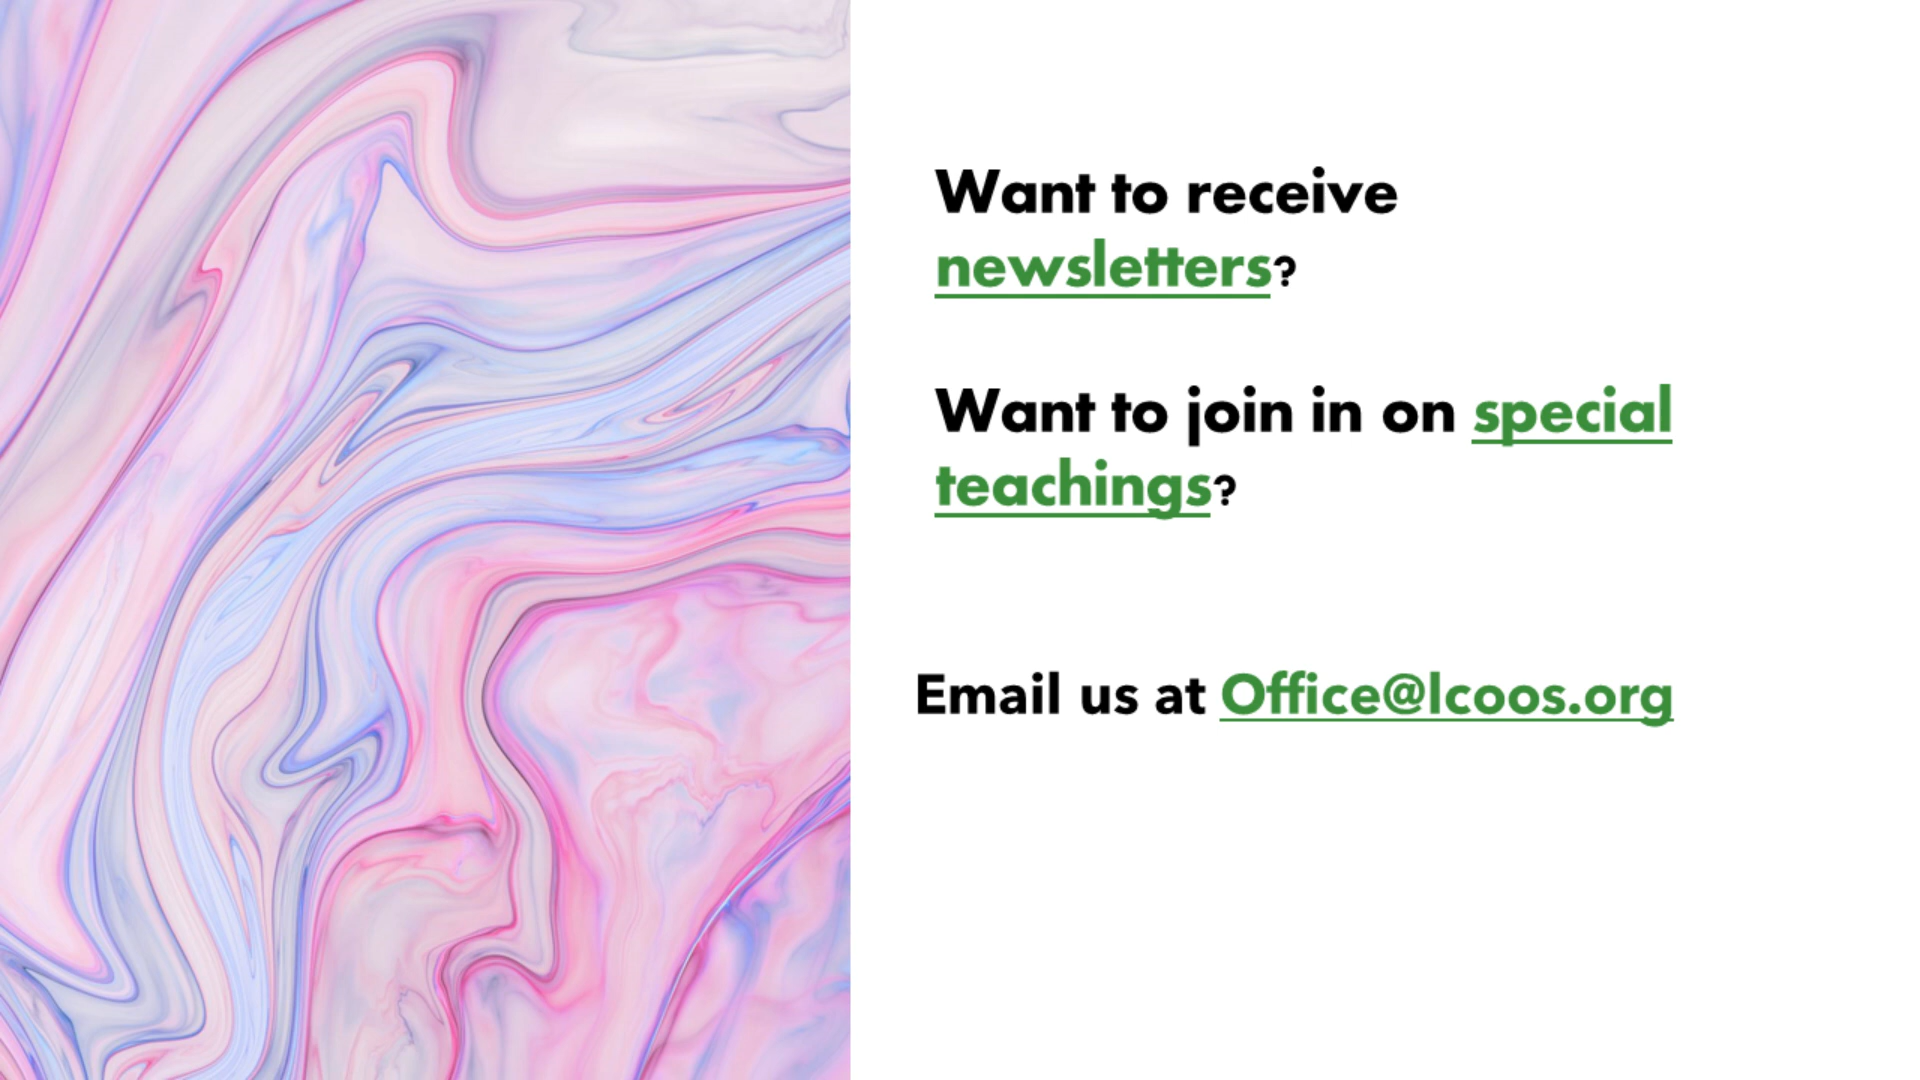 Want to receive
newsletters?
Want to join in on special
teachings?
Email us at Office@lcoos.org